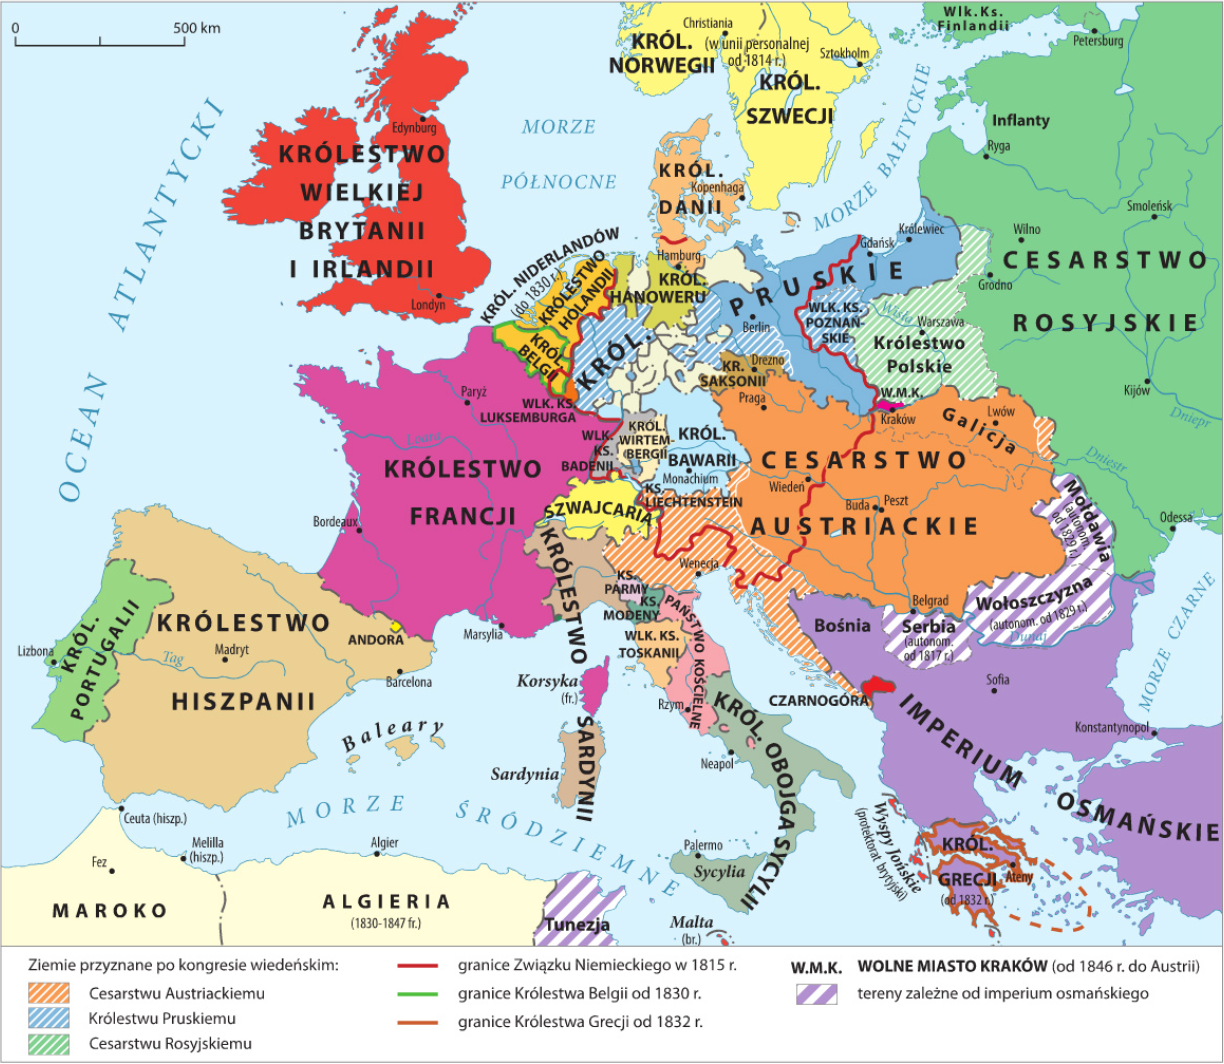 0 500 km
Wlk.Ks.
Finlandii
Christiania
KRÓL.
NORWEGII
(w unii personalnej
od 1814 r.)
Sztokholm
Petersburg
KRÓL.
SZWECJI
OCEAN ATLANTYCKI
Edynburg
KRÓLESTWO
WIELKIEJ
BRYTANII
I IRLANDII
Londyn
MORZE
PÓŁNOCNE
KRÓL.
DANII
Kopenhaga
MORZE BAŁTYCKIE
Inflanty
Ryga
Smoleńsk
Wilno
CESARSTWO
ROSYJSKIE
Grodno
Królewiec
Gdańsk
KRÓL. NIDERLANDÓW
(do 1830 r.)
KRÓLESTWO
HOLANDII
Hamburg
KRÓL.
HANOWERU
KRÓL. PRUSKIE
Berlin
WLK. KS.
POZNAŃ-
SKIE
Wisła
Warszawa
Królestwo
Polskie
Kijów
Dniepr
KRÓL.
BELGII
KR.
SAKSONII
Drezno
Praga
W.M.K.
Kraków
Lwów
Galicja
Dniestr
Paryż
WLK. KS.
LUKSEMBURGA
Loara
KRÓLESTWO
FRANCJI
WLK.
KS.
BADENII
KRÓL.
WIRTEM-
BERGII
KRÓL.
BAWARII
Monachium
CESARSTWO
AUSTRIACKIE
Wiedeń
Buda
Peszt
KS.
LIECHTENSTEIN
SZWAJCARIA
Mołdawia
(autonom.
od 1829 r.)
Odessa
Bordeaux
Wenecja
KRÓLESTWO
SARDYNII
KS.
PARMY
KS.
MODENY
WLK. KS.
TOSKANII
PAŃSTWO KOŚCIELNE
Belgrad
Bośnia
Serbia
(autonom.
od 1817 r.)
Wołoszczyzna
(autonom. od 1829 r.)
Dunaj
MORZE CZARNE
KRÓL.
PORTUGALII
Lizbona
Tag
KRÓLESTWO
HISZPANII
Madryt
ANDORA
Barcelona
Marsylia
Korsyka
(fr.)
Rzym
CZARNOGÓRA
Sofia
Konstantynopol
IMPERIUM
OSMAŃSKIE
Baleary
Sardynia
KRÓL. OBOJGA SYCYLII
Neapol
MORZE ŚRÓDZIEMNE
Ceuta (hiszp.)
Melilla
(hiszp.)
Fez
Algier
MAROKO
ALGIERIA
(1830-1847 fr.)
Tunezja
Palermo
Sycylia
Malta
(br.)
Wyspy Jońskie
(protektorat brytyjski)
KRÓL.
GRECJI
(od 1832 r.)
Ateny
Ziemie przyznane po kongresie wiedeńskim:
Cesarstwu Austriackiemu
Królestwu Pruskiemu
Cesarstwu Rosyjskiemu
granice Związku Niemieckiego w 1815 r.
granice Królestwa Belgii od 1830 r.
granice Królestwa Grecji od 1832 r.
W.M.K. WOLNE MIASTO KRAKÓW (od 1846 r. do Austrii)
tereny zależne od imperium osmańskiego